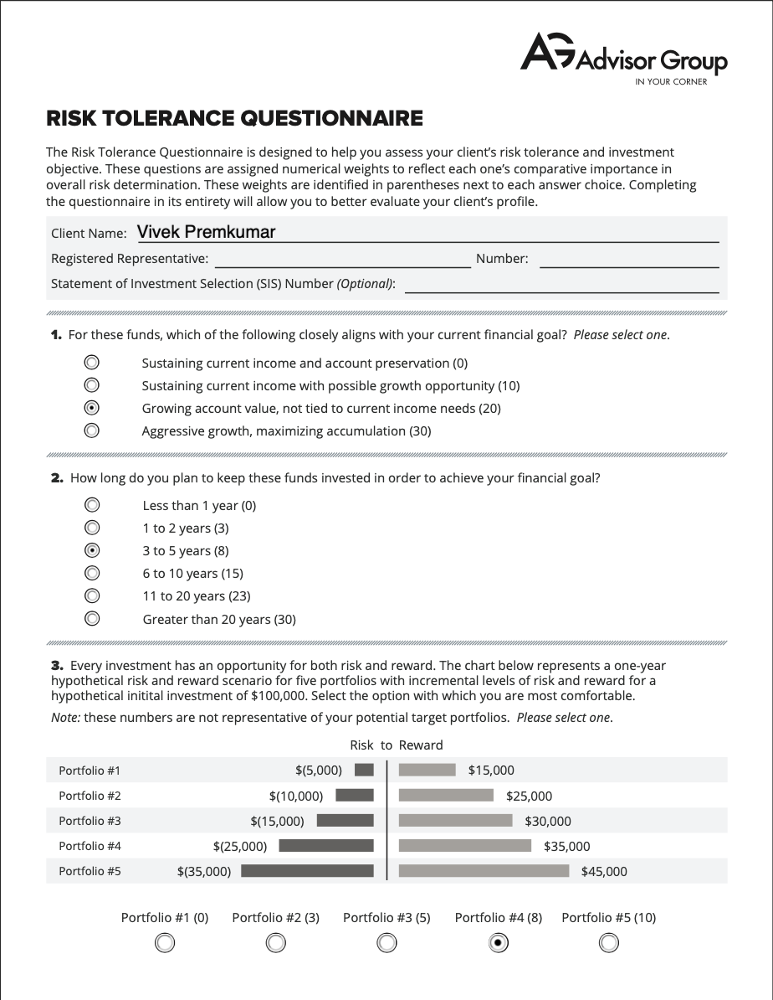 AG Advisor Group
IN YOUR CORNER
RISK TOLERANCE QUESTIONNAIRE
The Risk Tolerance Questionnaire is designed to help you assess your client’s risk tolerance and investment
objective. These questions are assigned numerical weights to reflect each one’s comparative importance in
overall risk determination. These weights are identified in parentheses next to each answer choice. Completing
the questionnaire in its entirety will allow you to better evaluate your client’s profile.
Client Name: Vivek Premkumar
Registered Representative: Number:
Statement of Investment Selection (SIS) Number (Optional):
1. For these funds, which of the following closely aligns with your current financial goal? Please select one.
Sustaining current income and account preservation (0)
Sustaining current income with possible growth opportunity (10)
Growing account value, not tied to current income needs (20)
Aggressive growth, maximizing accumulation (30)
2. How long do you plan to keep these funds invested in order to achieve your financial goal?
Less than 1 year (0)
1 to 2 years (3)
3 to 5 years (8)
6 to 10 years (15)
11 to 20 years (23)
Greater than 20 years (30)
3. Every investment has an opportunity for both risk and reward. The chart below represents a one-year
hypothetical risk and reward scenario for five portfolios with incremental levels of risk and reward for a
hypothetical initital investment of $100,000. Select the option with which you are most comfortable.
Note: these numbers are not representative of your potential target portfolios. Please select one.
Risk to Reward
Portfolio #1 $(5,000) $15,000
Portfolio #2 $(10,000) $25,000
Portfolio #3 $(15,000) $30,000
Portfolio #4 $(25,000) $35,000
Portfolio #5 $(35,000) $45,000
Portfolio #1 (0) Portfolio #2 (3) Portfolio #3 (5) Portfolio #4 (8) Portfolio #5 (10)